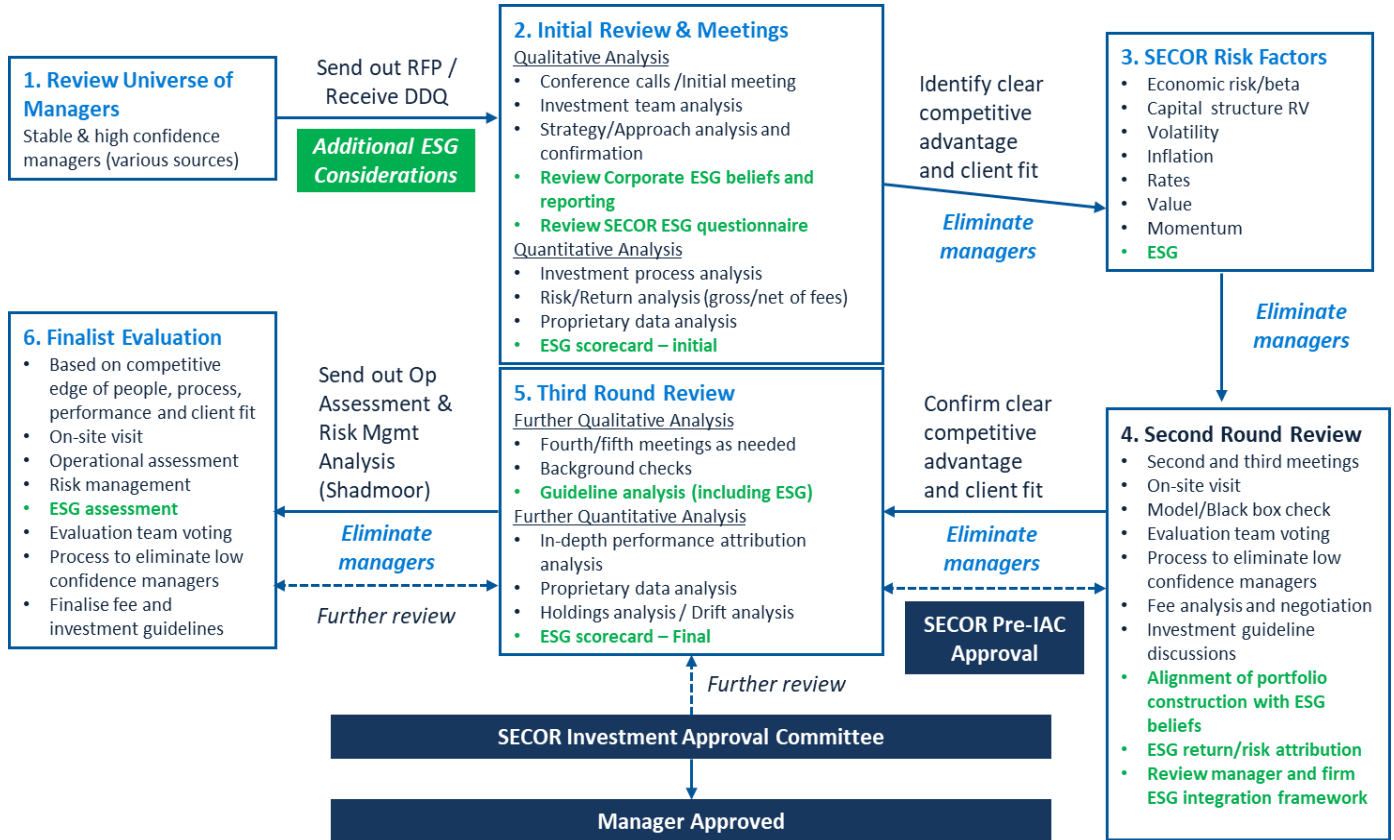 1. Review Universe of
Managers
Stable & high confidence
managers (various sources)
Send out RFP /
Receive DDQ
Additional ESG
Considerations
2. Initial Review & Meetings
Qualitative Analysis
• Conference calls /Initial meeting
• Investment team analysis
• Strategy/Approach analysis and
confirmation
• Review Corporate ESG beliefs and
reporting
• Review SECOR ESG questionnaire
Quantitative Analysis
• Investment process analysis
• Risk/Return analysis (gross/net of fees)
• Proprietary data analysis
• ESG scorecard – initial
Identify clear
competitive
advantage
and client fit
Eliminate
managers
3. SECOR Risk Factors
• Economic risk/beta
• Capital structure RV
• Volatility
• Inflation
• Rates
• Value
• Momentum
• ESG
Eliminate
managers
4. Second Round Review
• Second and third meetings
• On-site visit
• Model/Black box check
• Evaluation team voting
• Process to eliminate low
confidence managers
• Fee analysis and negotiation
• Investment guideline
discussions
• Alignment of portfolio
construction with ESG
beliefs
• ESG return/risk attribution
• Review manager and firm
ESG integration framework
Confirm clear
competitive
advantage
and client fit
Eliminate
managers
SECOR Pre-IAC
Approval
5. Third Round Review
Further Qualitative Analysis
• Fourth/fifth meetings as needed
• Background checks
• Guideline analysis (including ESG)
Further Quantitative Analysis
• In-depth performance attribution
analysis
• Proprietary data analysis
• Holdings analysis / Drift analysis
• ESG scorecard – Final
Send out Op
Assessment &
Risk Mgmt
Analysis
(Shadmoor)
Eliminate
managers
Further review
6. Finalist Evaluation
• Based on competitive
edge of people, process,
performance and client fit
• On-site visit
• Operational assessment
• Risk management
• ESG assessment
• Evaluation team voting
• Process to eliminate low
confidence managers
• Finalise fee and
investment guidelines
Further review
SECOR Investment Approval Committee
Manager Approved